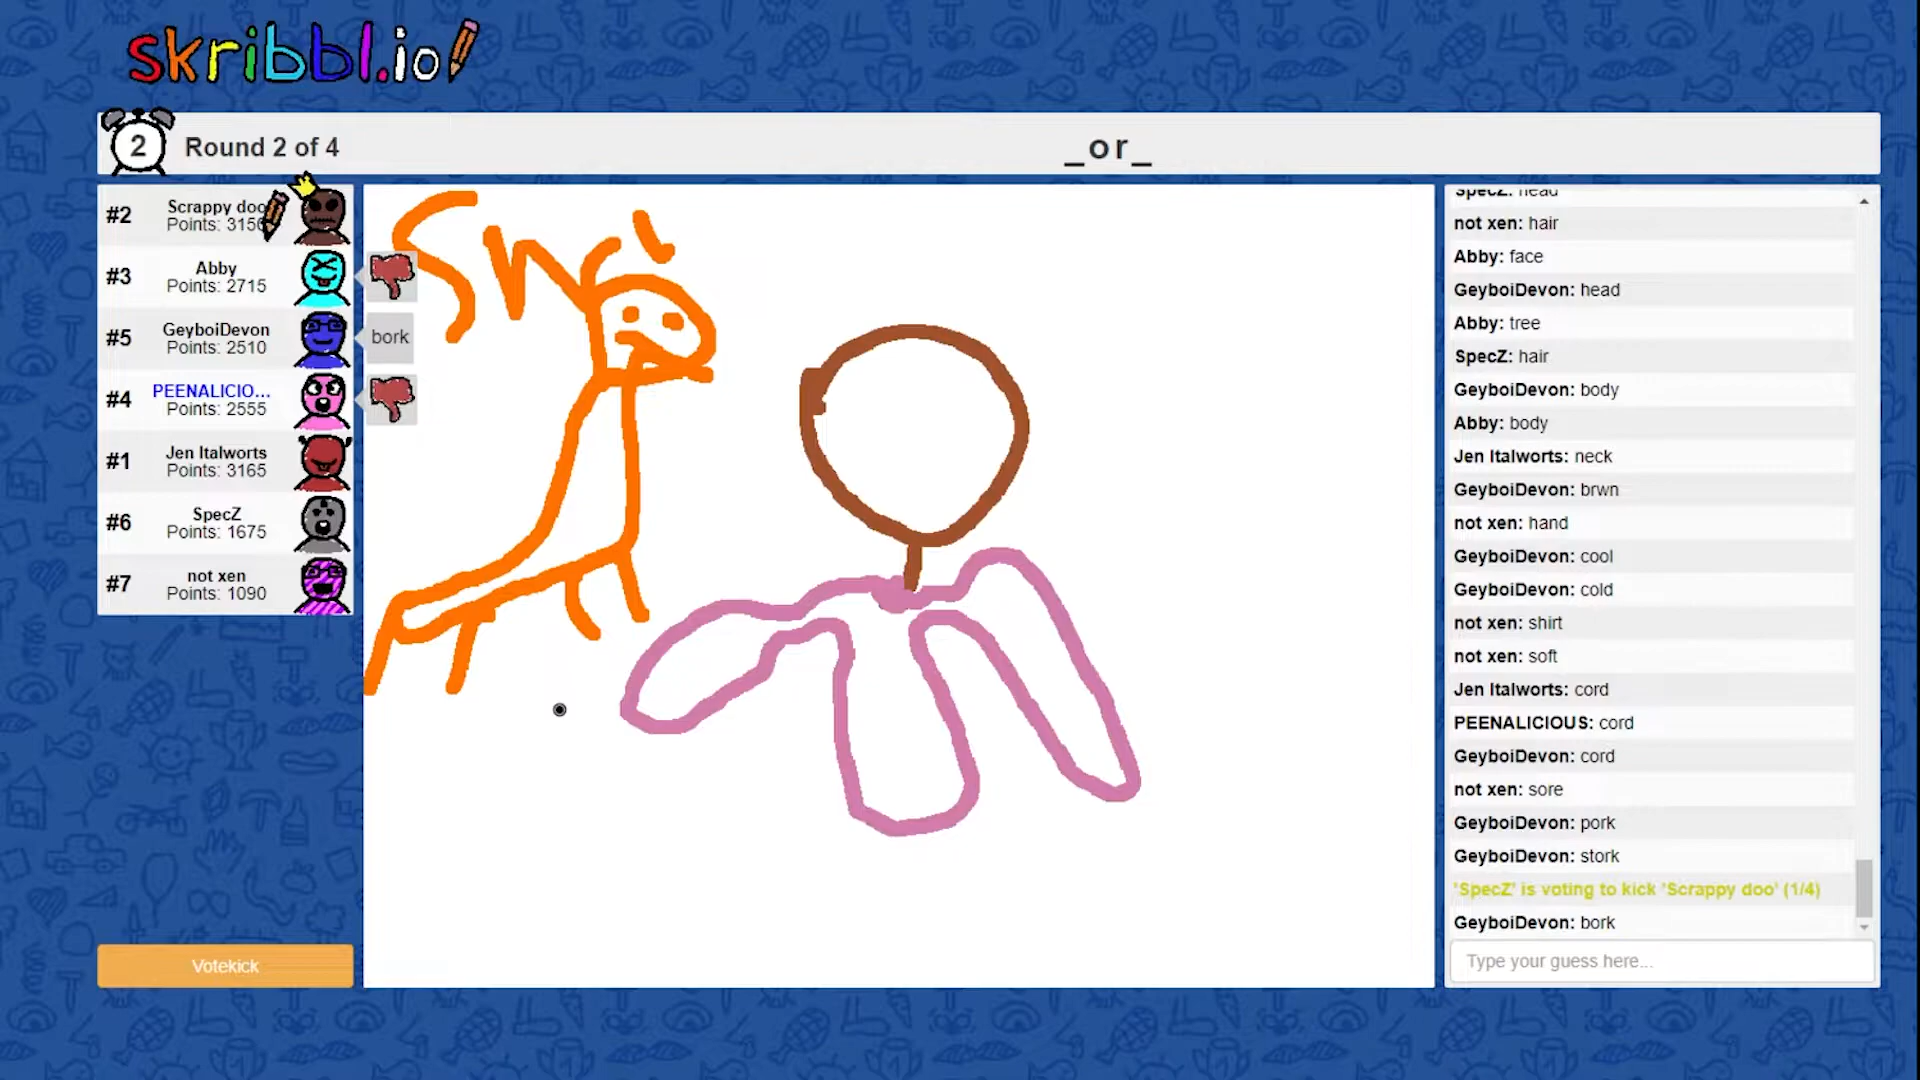 skribbl.io
2
Round 2 of 4
_or_
#2
Scrappy doo
Points: 3150
#3
Abby
Points: 2715
#5
GeyboiDevon
Points: 2510
bork
#4
PEENALICIO...
Points: 2555
#1
Jen Italworts
Points: 3165
#6
SpecZ
Points: 1675
#7
not xen
Points: 1090
Votekick
SpecZ: head
not xen: hair
Abby: face
GeyboiDevon: head
Abby: tree
SpecZ: hair
GeyboiDevon: body
Abby: body
Jen Italworts: neck
GeyboiDevon: brwn
not xen: hand
GeyboiDevon: cool
GeyboiDevon: cold
not xen: shirt
not xen: soft
Jen Italworts: cord
PEENALICIOUS: cord
GeyboiDevon: cord
not xen: sore
GeyboiDevon: pork
GeyboiDevon: stork
'SpecZ' is voting to kick 'Scrappy doo' (1/4)
GeyboiDevon: bork
Type your guess here...